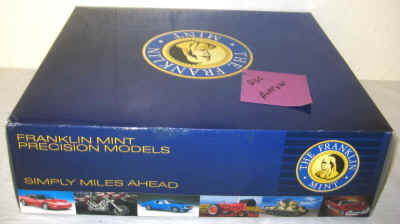 THE FRANKLIN MINT
FRANKLIN MINT
PRECISION MODELS
SIMPLY MILES AHEAD
THE FRANKLIN
MINT